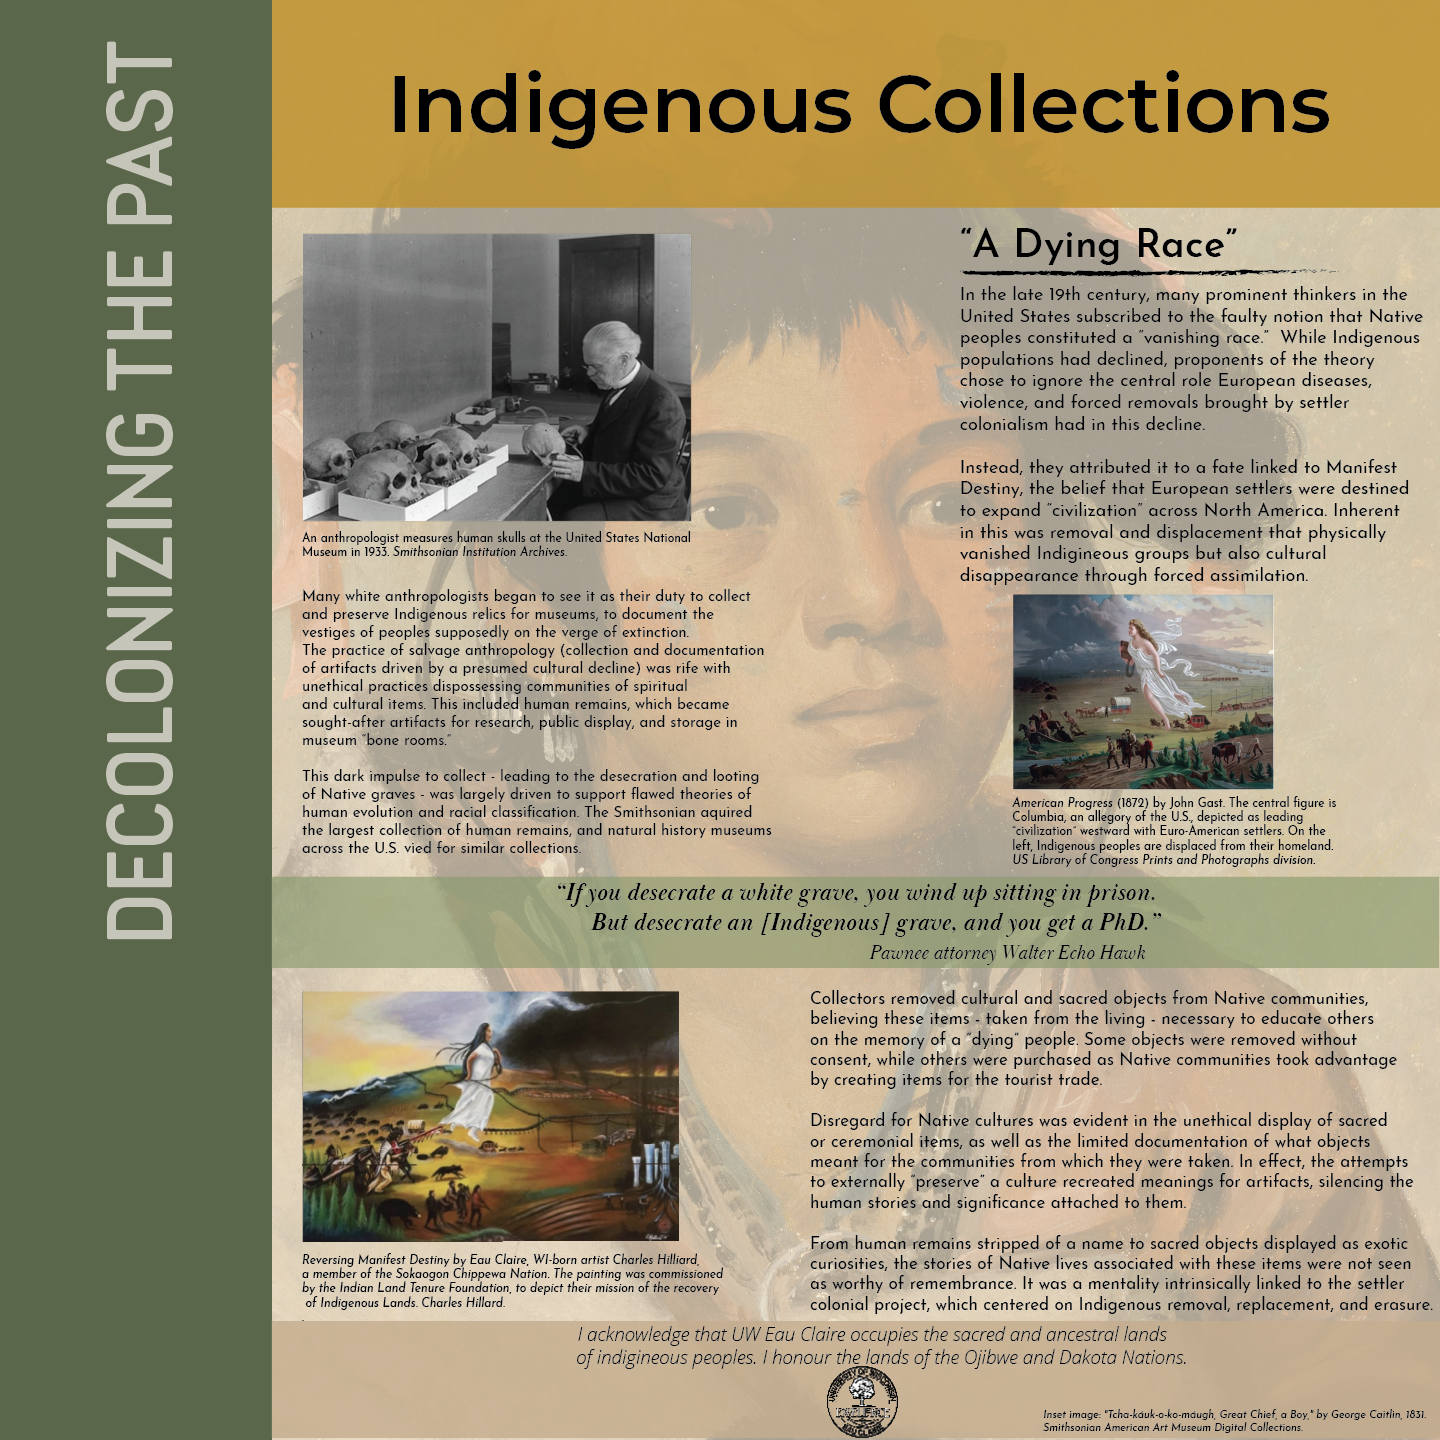 DECOLONIZING THE PAST
Indigenous Collections
An anthropologist measures human skulls at the United States National
Museum in 1933. Smithsonian Institution Archives.
Many white anthropologists began to see it as their duty to collect
and preserve Indigenous relics for museums, to document the
vestiges of peoples supposedly on the verge of extinction.
The practice of salvage anthropology (collection and documentation
of artifacts driven by a presumed cultural decline) was rife with
unethical practices dispossessing communities of spiritual
and cultural items. This included human remains, which became
sought-after artifacts for research, public display, and storage in
museum "bone rooms."
This dark impulse to collect - leading to the desecration and looting
of Native graves - was largely driven to support flawed theories of
human evolution and racial classification. The Smithsonian aquired
the largest collection of human remains, and natural history museums
across the U.S. vied for similar collections.
“A Dying Race”
In the late 19th century, many prominent thinkers in the
United States subscribed to the faulty notion that Native
peoples constituted a "vanishing race."  While Indigenous
populations had declined, proponents of the theory
chose to ignore the central role European diseases,
violence, and forced removals brought by settler
colonialism had in this decline.
Instead, they attributed it to a fate linked to Manifest
Destiny, the belief that European settlers were destined
to expand "civilization" across North America. Inherent
in this was removal and displacement that physically
vanished Indigineous groups but also cultural
disappearance through forced assimilation.
American Progress (1872) by John Gast. The central figure is
Columbia, an allegory of the U.S., depicted as leading
"civilization" westward with Euro-American settlers. On the
left, Indigenous peoples are displaced from their homeland.
US Library of Congress Prints and Photographs division.
“If you desecrate a white grave, you wind up sitting in prison.
But desecrate an [Indigenous] grave, and you get a PhD.”
Pawnee attorney Walter Echo Hawk
Reversing Manifest Destiny by Eau Claire, WI-born artist Charles Hilliard,
a member of the Sokaogon Chippewa Nation. The painting was commissioned
by the Indian Land Tenure Foundation, to depict their mission of the recovery
of Indigenous Lands. Charles Hillard.
Collectors removed cultural and sacred objects from Native communities,
believing these items - taken from the living - necessary to educate others
on the memory of a "dying" people. Some objects were removed without
consent, while others were purchased as Native communities took advantage
by creating items for the tourist trade.
Disregard for Native cultures was evident in the unethical display of sacred
or ceremonial items, as well as the limited documentation of what objects
meant for the communities from which they were taken. In effect, the attempts
to externally "preserve" a culture recreated meanings for artifacts, silencing the
human stories and significance attached to them.
From human remains stripped of a name to sacred objects displayed as exotic
curiosities, the stories of Native lives associated with these items were not seen
as worthy of remembrance. It was a mentality intrinsically linked to the settler
colonial project, which centered on Indigenous removal, replacement, and erasure.
I acknowledge that UW Eau Claire occupies the sacred and ancestral lands
of indigineous peoples. I honour the lands of the Ojibwe and Dakota Nations.
UNIVERSITY OF WISCONSIN
EAU CLAIRE
Inset image: "Tcha-káuk-o-ko-máugh, Great Chief, a Boy," by George Caitlin, 1831.
Smithsonian American Art Museum Digital Collections.